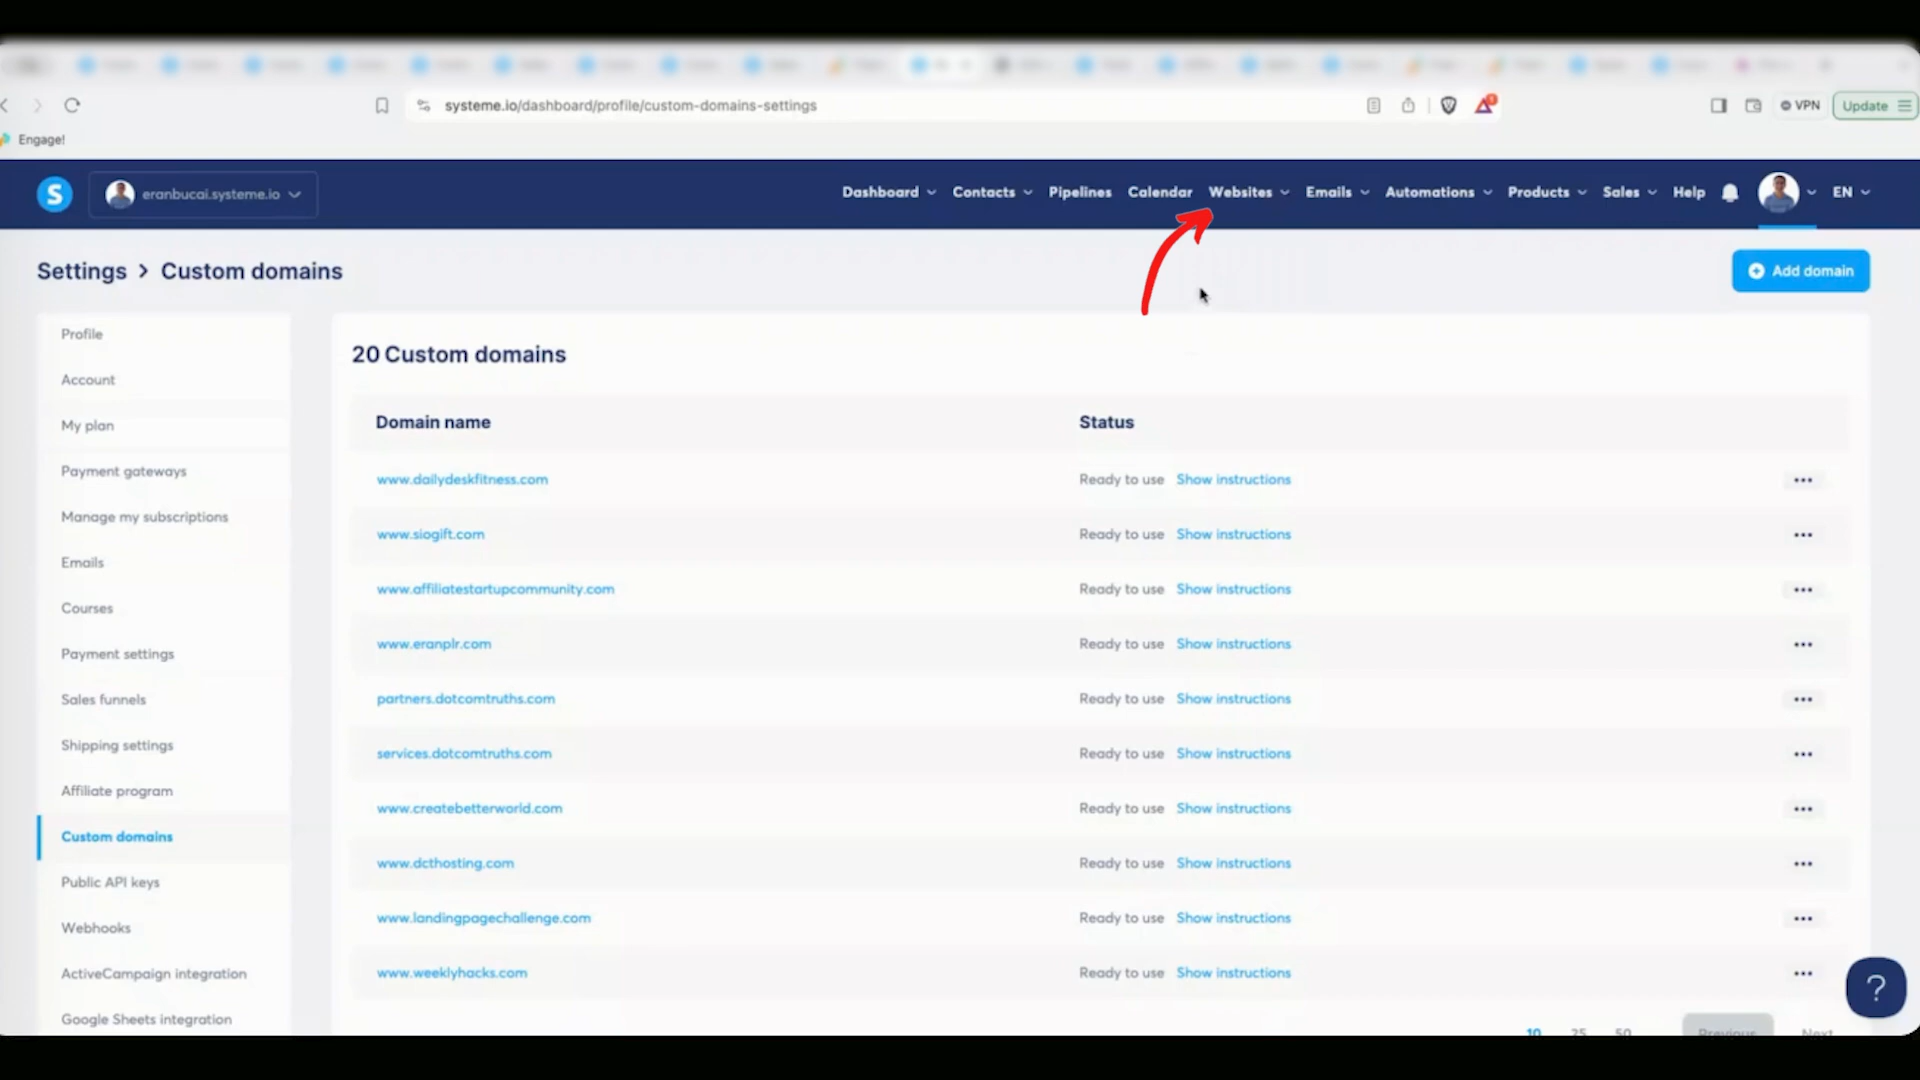 systeme.io/dashboard/profile/custom-domains-settings
VPN
Update
Engage!
S
eranbucai.systeme.io
Dashboard
Contacts
Pipelines
Calendar
Websites
Emails
Automations
Products
Sales
Help
EN
Settings > Custom domains
Add domain
Profile
Account
My plan
Payment gateways
Manage my subscriptions
Emails
Courses
Payment settings
Sales funnels
Shipping settings
Affiliate program
Custom domains
Public API keys
Webhooks
ActiveCampaign integration
Google Sheets integration
20 Custom domains
Domain name Status
www.dailydeskfitness.com Ready to use Show instructions
www.siogift.com Ready to use Show instructions
www.affiliatestartupcommunity.com Ready to use Show instructions
www.eranplr.com Ready to use Show instructions
partners.dotcomtruths.com Ready to use Show instructions
services.dotcomtruths.com Ready to use Show instructions
www.createbetterworld.com Ready to use Show instructions
www.dcthosting.com Ready to use Show instructions
www.landingpagechallenge.com Ready to use Show instructions
www.weeklyhacks.com Ready to use Show instructions
10 25 50 Previous Next
?